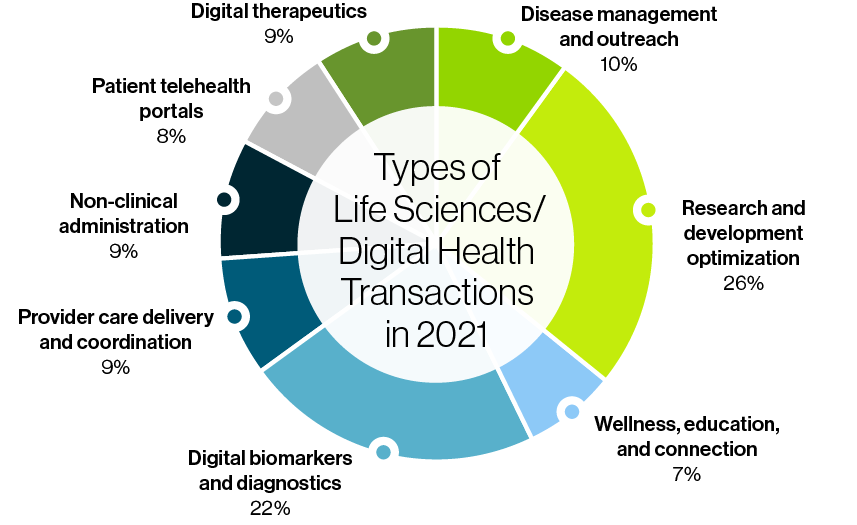 Digital therapeutics
9%
Disease management
and outreach
10%
Patient telehealth
portals
8%
Types of
Life Sciences/
Digital Health
Transactions
in 2021
Non-clinical
administration
9%
Research and
development
optimization
26%
Provider care delivery
and coordination
9%
Wellness, education,
and connection
7%
Digital biomarkers
and diagnostics
22%